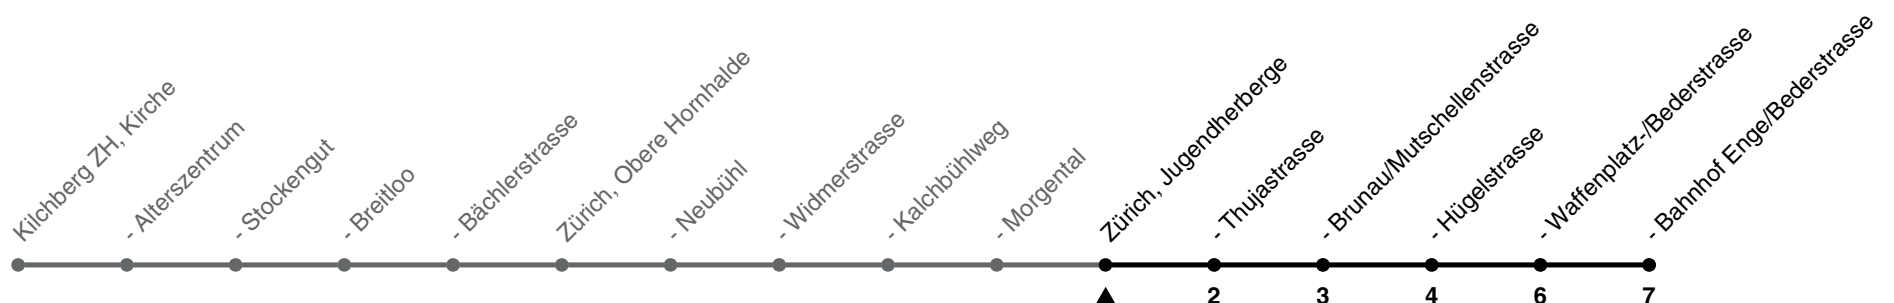 Kilchberg ZH, Kirche
- Alterszentrum
- Stockengut
- Breitloo
- Bächlerstrasse
Zürich, Obere Hornhalde
- Neubühl
- Widmerstrasse
- Kalchbühlweg
- Morgental
Zürich, Jugendherberge
- Thujastrasse
- Brunau/Mutschellenstrasse
- Hügelstrasse
- Waffenplatz-/Bederstrasse
- Bahnhof Enge/Bederstrasse
2 3 4 6 7